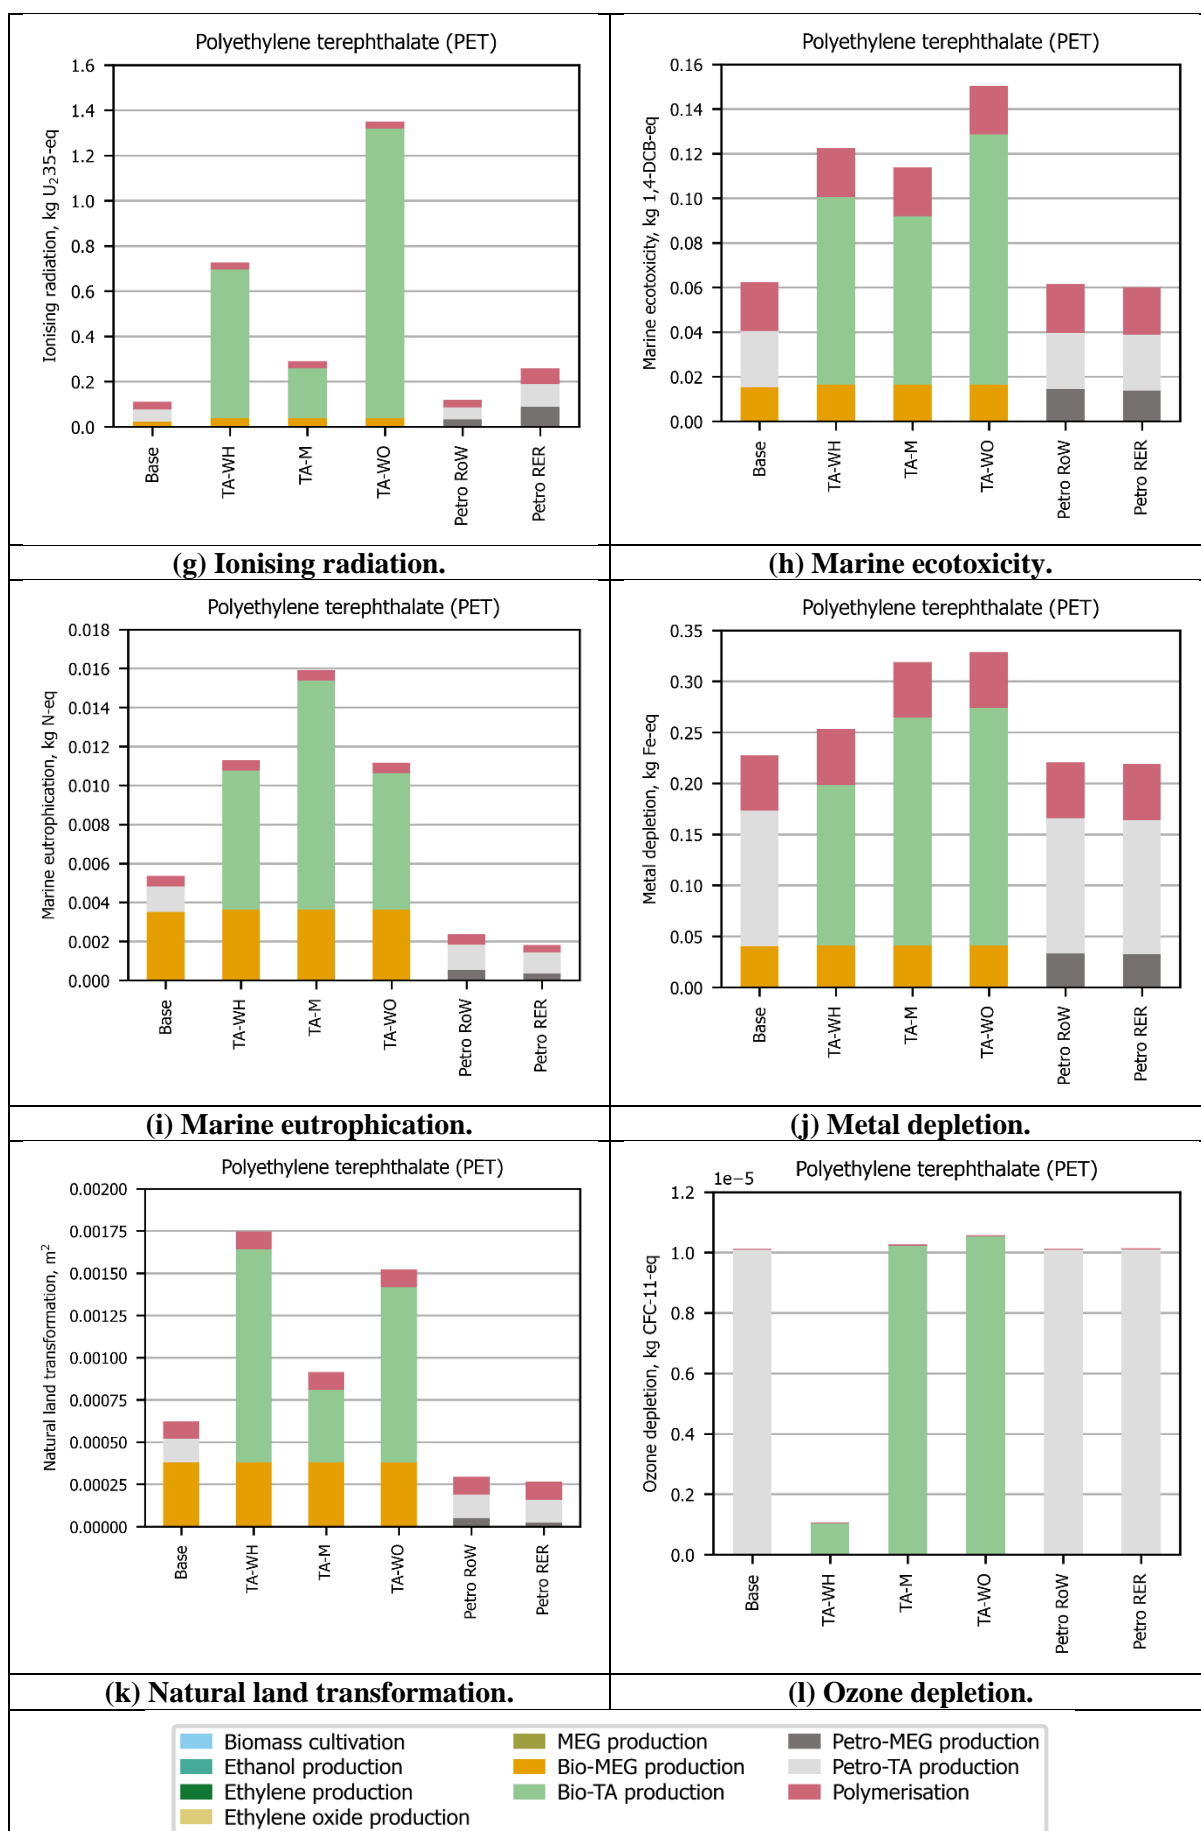 Polyethylene terephthalate (PET)
Ionising radiation, kg U₂35-eq
1.6
1.4
1.2
1.0
0.8
0.6
0.4
0.2
0.0
Base
TA-WH
TA-M
TA-WO
Petro RoW
Petro RER
(g) Ionising radiation.
Polyethylene terephthalate (PET)
Marine ecotoxicity, kg 1,4-DCB-eq
0.16
0.14
0.12
0.10
0.08
0.06
0.04
0.02
0.00
Base
TA-WH
TA-M
TA-WO
Petro RoW
Petro RER
(h) Marine ecotoxicity.
Polyethylene terephthalate (PET)
Marine eutrophication, kg N-eq
0.018
0.016
0.014
0.012
0.010
0.008
0.006
0.004
0.002
0.000
Base
TA-WH
TA-M
TA-WO
Petro RoW
Petro RER
(i) Marine eutrophication.
Polyethylene terephthalate (PET)
Metal depletion, kg Fe-eq
0.35
0.30
0.25
0.20
0.15
0.10
0.05
0.00
Base
TA-WH
TA-M
TA-WO
Petro RoW
Petro RER
(j) Metal depletion.
Polyethylene terephthalate (PET)
Natural land transformation, m²
0.00200
0.00175
0.00150
0.00125
0.00100
0.00075
0.00050
0.00025
0.00000
Base
TA-WH
TA-M
TA-WO
Petro RoW
Petro RER
(k) Natural land transformation.
Polyethylene terephthalate (PET)
1e−5
Ozone depletion, kg CFC-11-eq
1.2
1.0
0.8
0.6
0.4
0.2
0.0
Base
TA-WH
TA-M
TA-WO
Petro RoW
Petro RER
(l) Ozone depletion.
Biomass cultivation
Ethanol production
Ethylene production
Ethylene oxide production
MEG production
Bio-MEG production
Bio-TA production
Petro-MEG production
Petro-TA production
Polymerisation